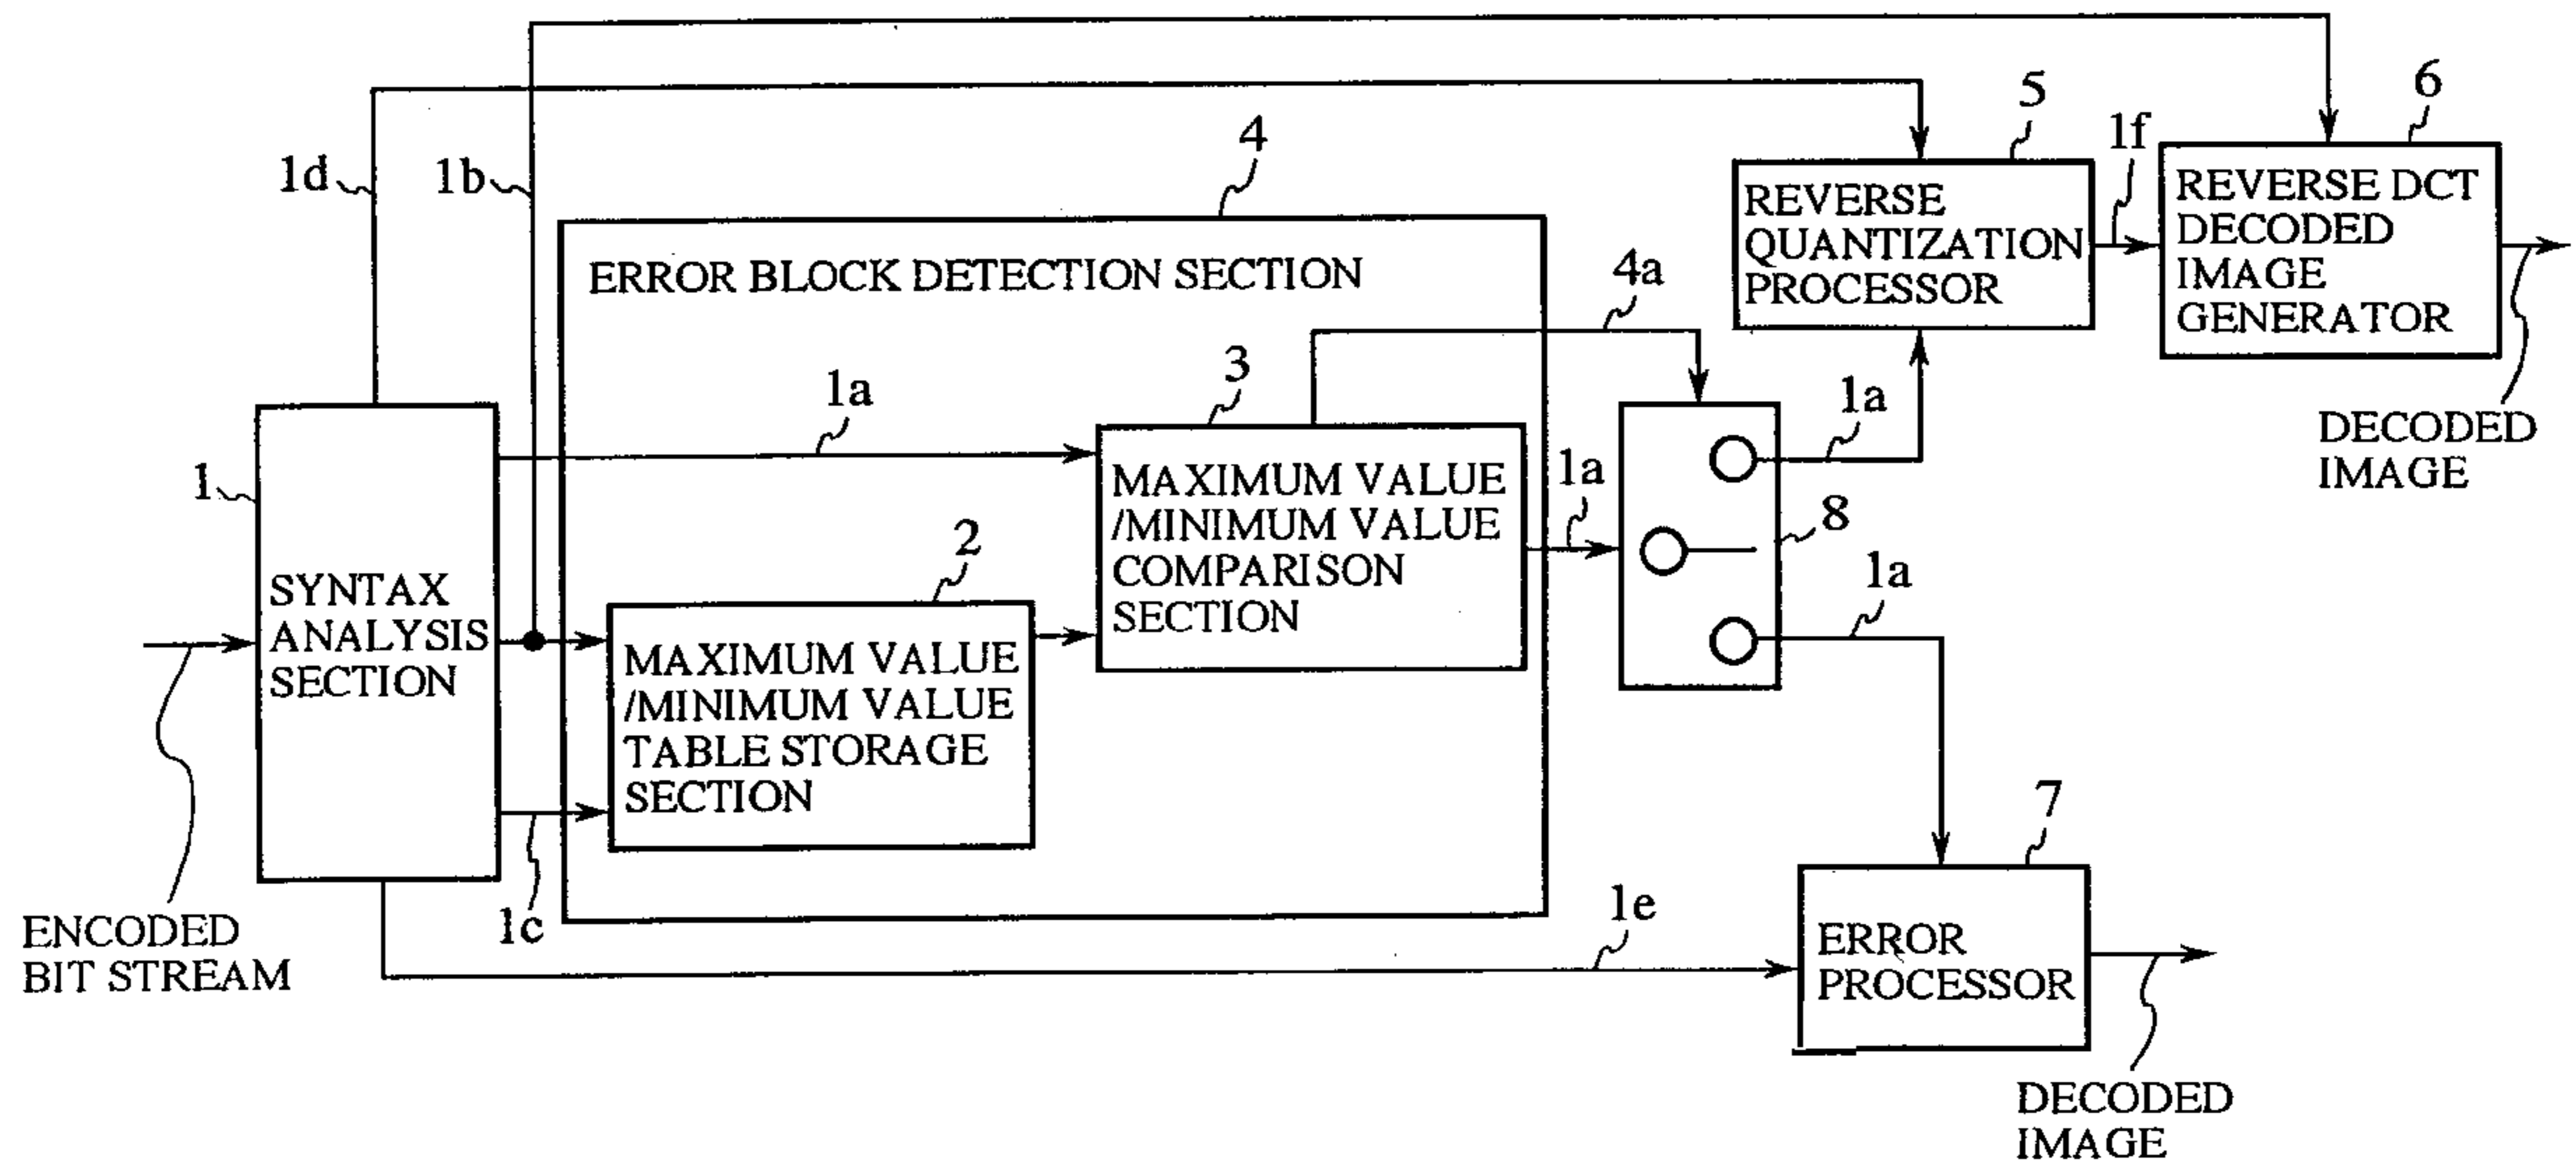 1d
1b
4
5
1f
6
REVERSE
QUANTIZATION
PROCESSOR
REVERSE DCT
DECODED
IMAGE
GENERATOR
ERROR BLOCK DETECTION SECTION
4a
1a
3
1a
1a
DECODED
IMAGE
1
SYNTAX
ANALYSIS
SECTION
2
MAXIMUM VALUE
/MINIMUM VALUE
COMPARISON
SECTION
8
1a
MAXIMUM VALUE
/MINIMUM VALUE
TABLE STORAGE
SECTION
7
ENCODED
BIT STREAM
1c
1e
ERROR
PROCESSOR
DECODED
IMAGE